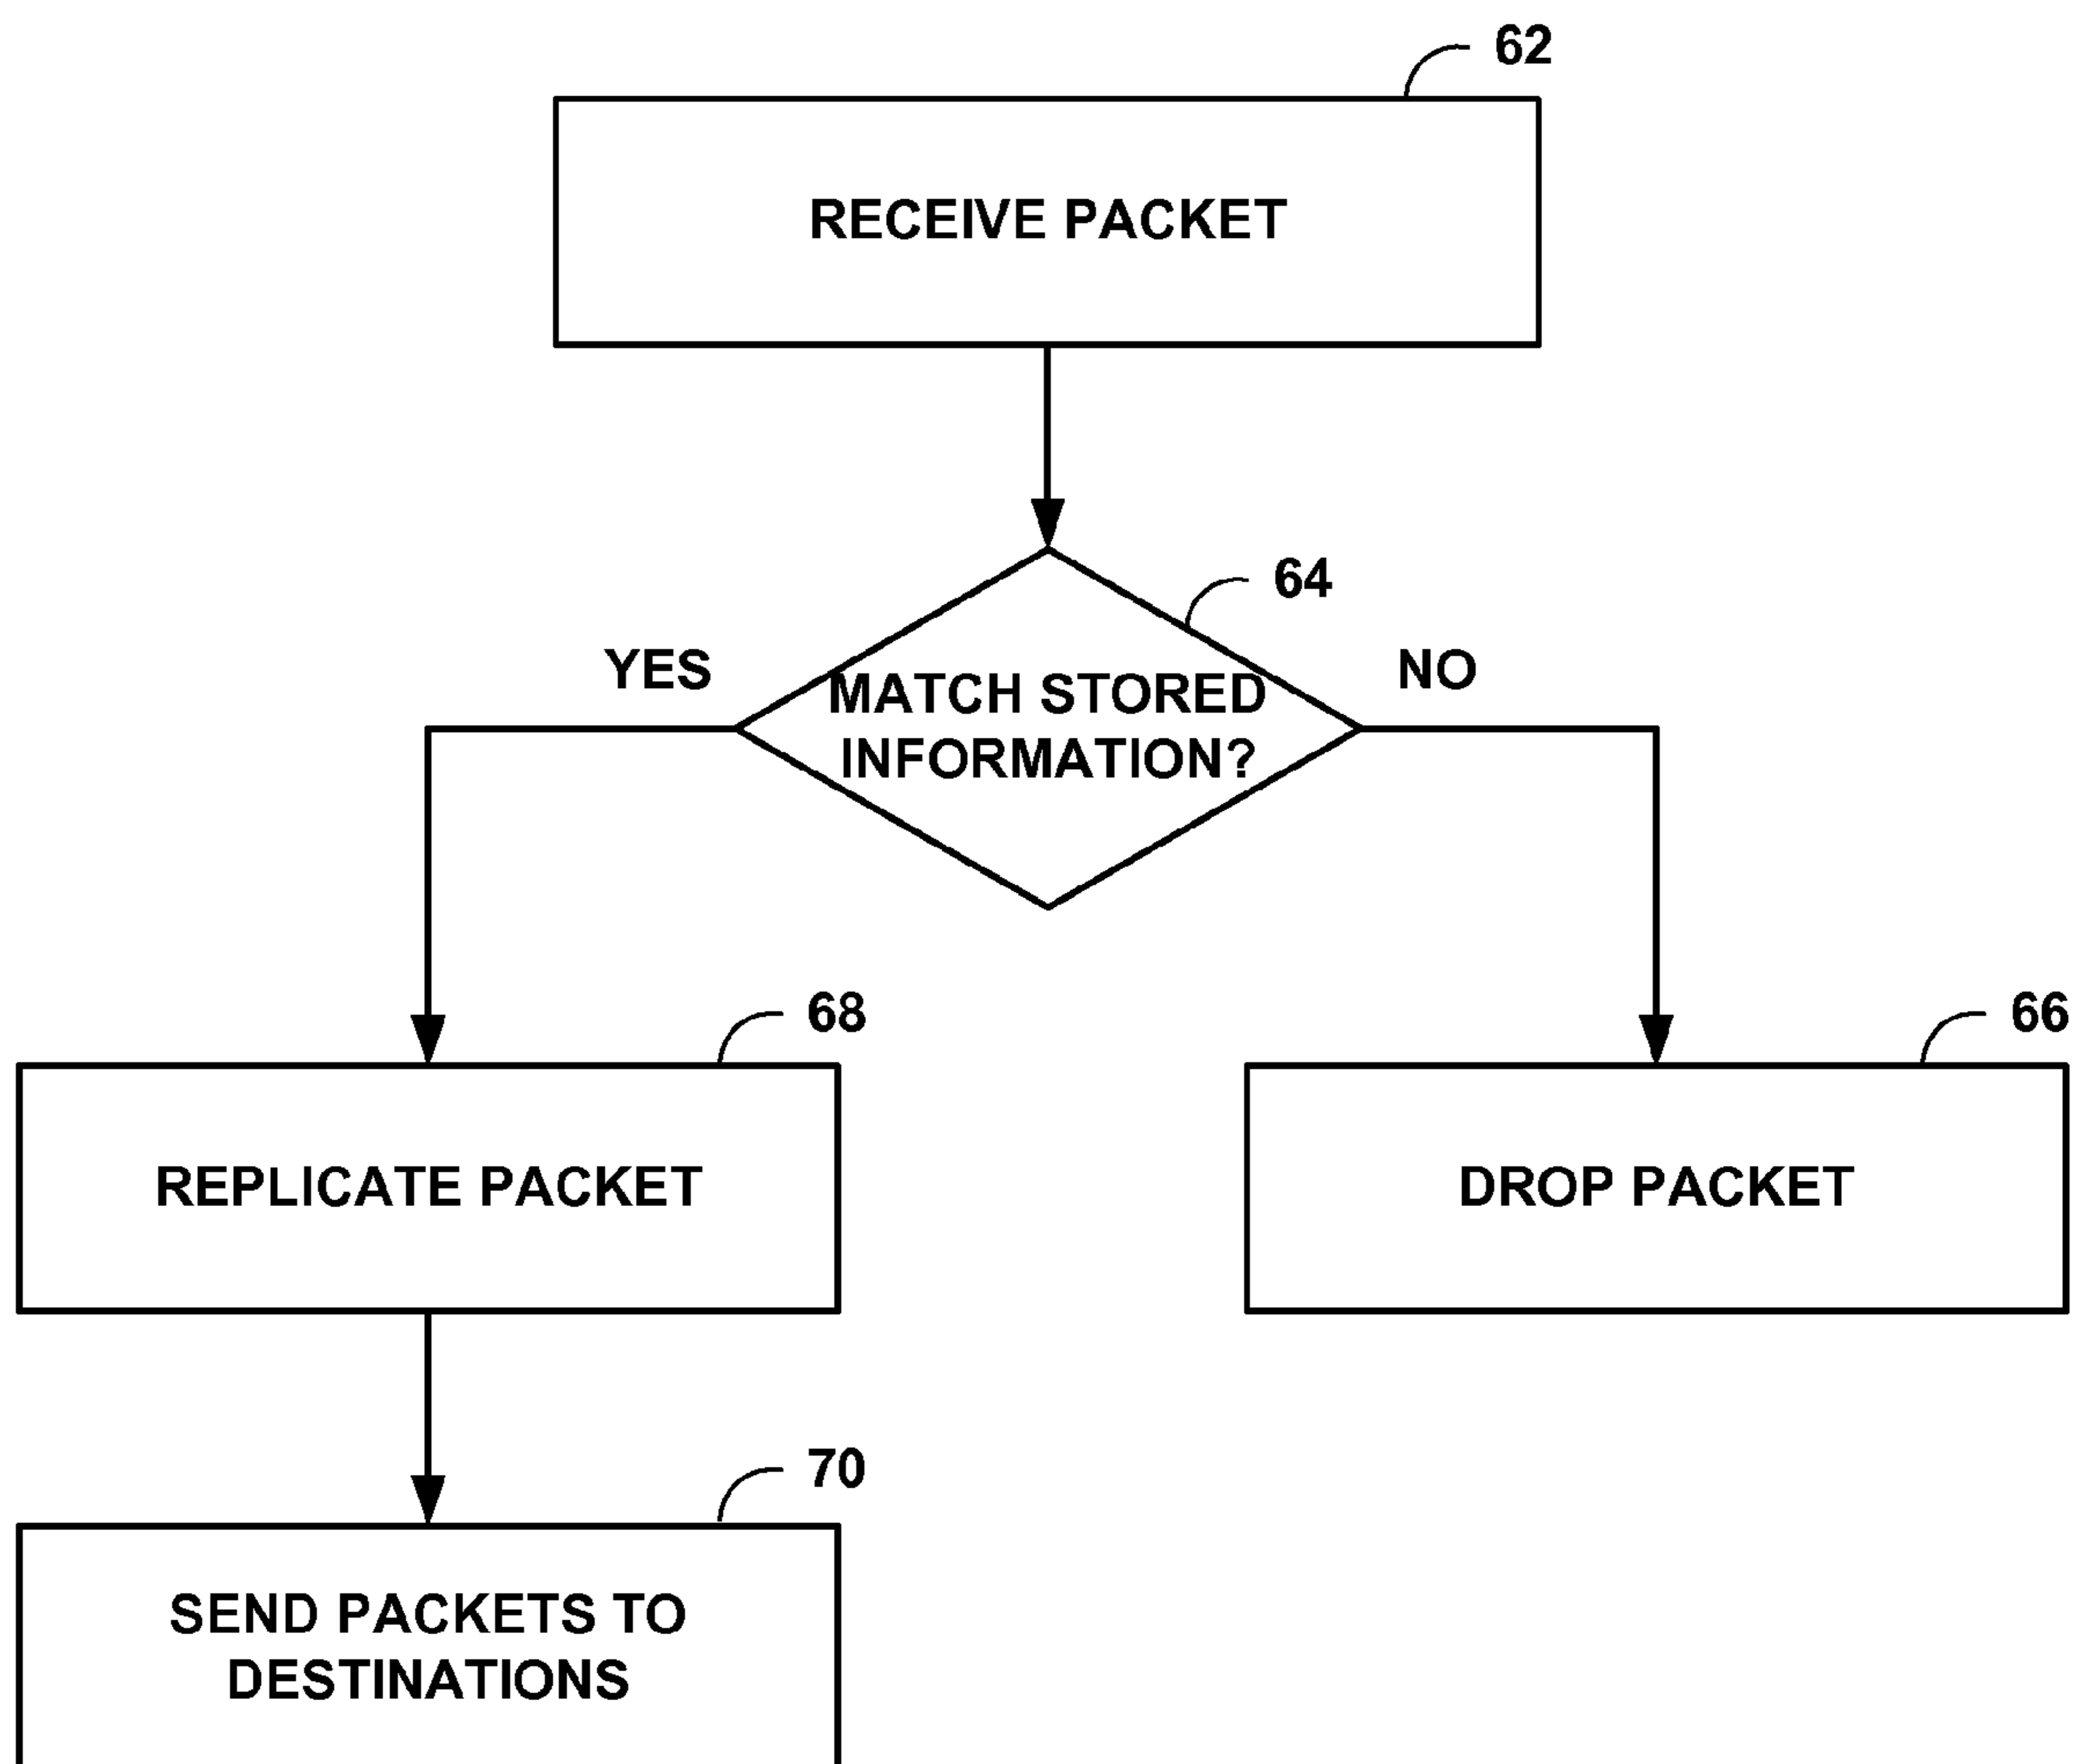 62
RECEIVE PACKET
64
YES
NO
MATCH STORED
INFORMATION?
68
66
REPLICATE PACKET
DROP PACKET
70
SEND PACKETS TO
DESTINATIONS